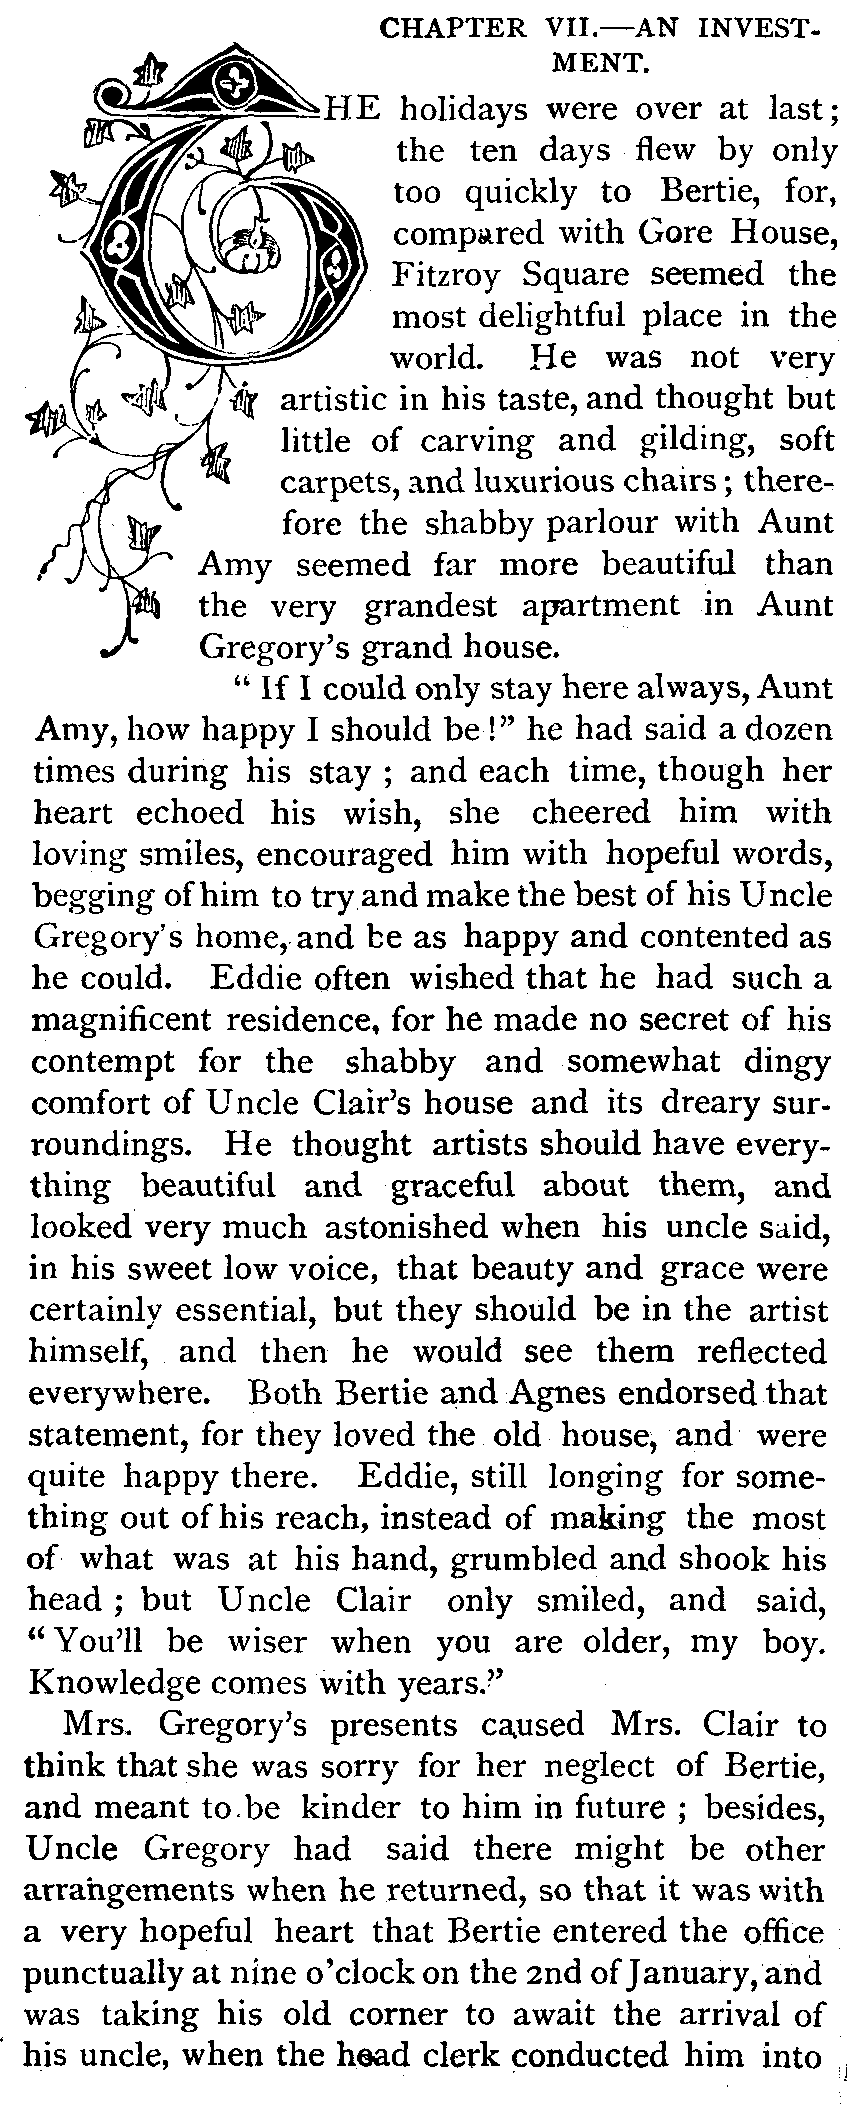 CHAPTER VII.—AN INVEST-
MENT.
THE holidays were over at last;
the ten days flew by only
too quickly to Bertie, for,
compared with Gore House,
Fitzroy Square seemed the
most delightful place in the
world. He was not very
artistic in his taste, and thought but
little of carving and gilding, soft
carpets, and luxurious chairs; there-
fore the shabby parlour with Aunt
Amy seemed far more beautiful than
the very grandest apartment in Aunt
Gregory's grand house.
"If I could only stay here always, Aunt
Amy, how happy I should be!" he had said a dozen
times during his stay; and each time, though her
heart echoed his wish, she cheered him with
loving smiles, encouraged him with hopeful words,
begging of him to try and make the best of his Uncle
Gregory's home, and be as happy and contented as
he could. Eddie often wished that he had such a
magnificent residence, for he made no secret of his
contempt for the shabby and somewhat dingy
comfort of Uncle Clair's house and its dreary sur-
roundings. He thought artists should have every-
thing beautiful and graceful about them, and
looked very much astonished when his uncle said,
in his sweet low voice, that beauty and grace were
certainly essential, but they should be in the artist
himself, and then he would see them reflected
everywhere. Both Bertie and Agnes endorsed that
statement, for they loved the old house, and were
quite happy there. Eddie, still longing for some-
thing out of his reach, instead of making the most
of what was at his hand, grumbled and shook his
head; but Uncle Clair only smiled, and said,
"You'll be wiser when you are older, my boy.
Knowledge comes with years."
Mrs. Gregory's presents caused Mrs. Clair to
think that she was sorry for her neglect of Bertie,
and meant to be kinder to him in future; besides,
Uncle Gregory had said there might be other
arrangements when he returned, so that it was with
a very hopeful heart that Bertie entered the office
punctually at nine o'clock on the 2nd of January, and
was taking his old corner to await the arrival of
his uncle, when the head clerk conducted him into